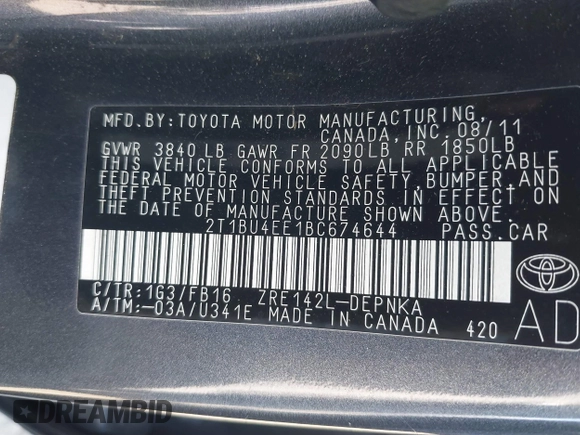 MFD.BY:TOYOTA MOTOR MANUFACTURING,
CANADA,INC.08/11
GVWR 3840LB GAWR FR 2090LB RR 1850LB
THIS VEHICLE CONFORMS TO ALL APPLICABLE
FEDERAL MOTOR VEHICLE SAFETY,BUMPER,AND
THEFT PREVENTION STANDARDS IN EFFECT ON
THE DATE OF MANUFACTURE SHOWN ABOVE.
2T1BU4EE1BC674644 PASS.CAR
C/TR:1G3/FB16 ZRE142L-DEPNKA
A/TM:-03A/U341E MADE IN CANADA 420
TOYOTA
AD
DREAMBID